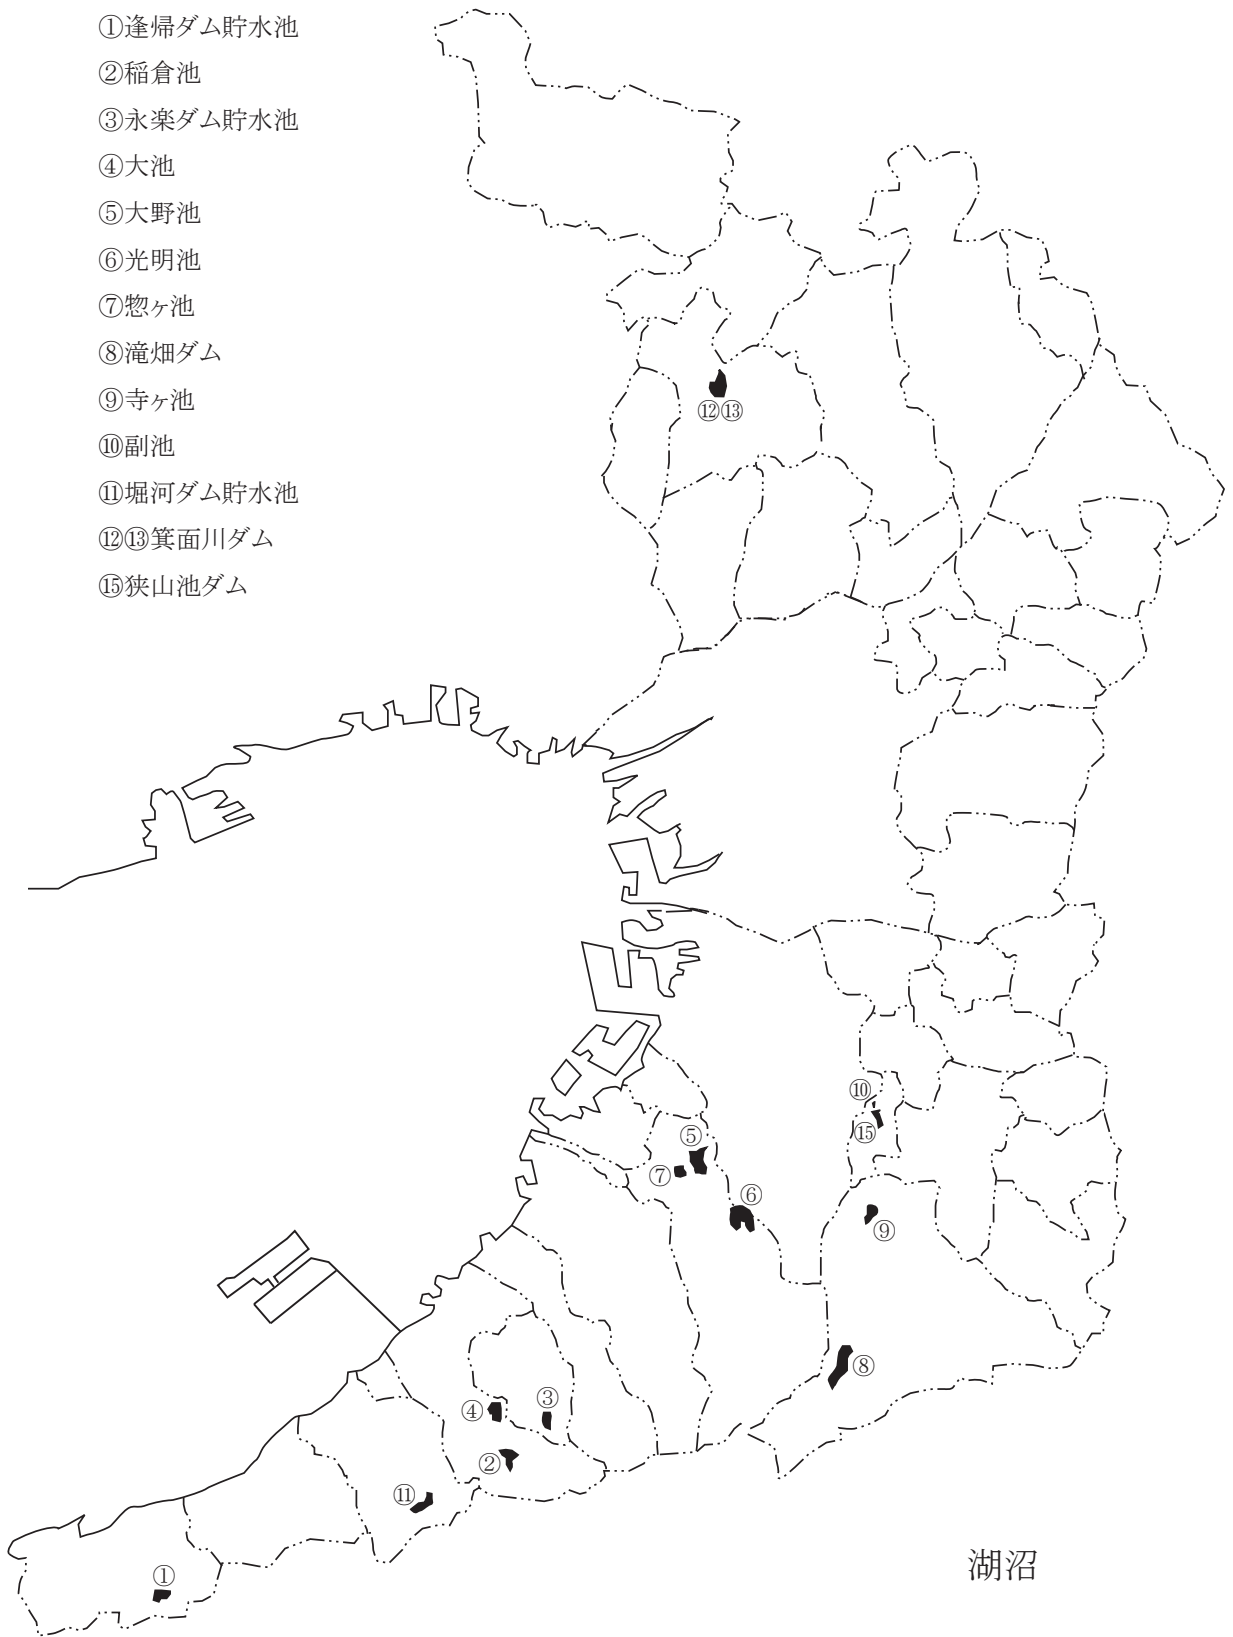 ①逢帰ダム貯水池
②稲倉池
③永楽ダム貯水池
④大池
⑤大野池
⑥光明池
⑦惣ヶ池
⑧滝畑ダム
⑨寺ヶ池
⑩副池
⑪堀河ダム貯水池
⑫⑬箕面川ダム
⑮狭山池ダム
⑫⑬
⑩
⑮
⑤
⑦
⑥
⑨
⑧
③
④
②
⑪
①
湖沼